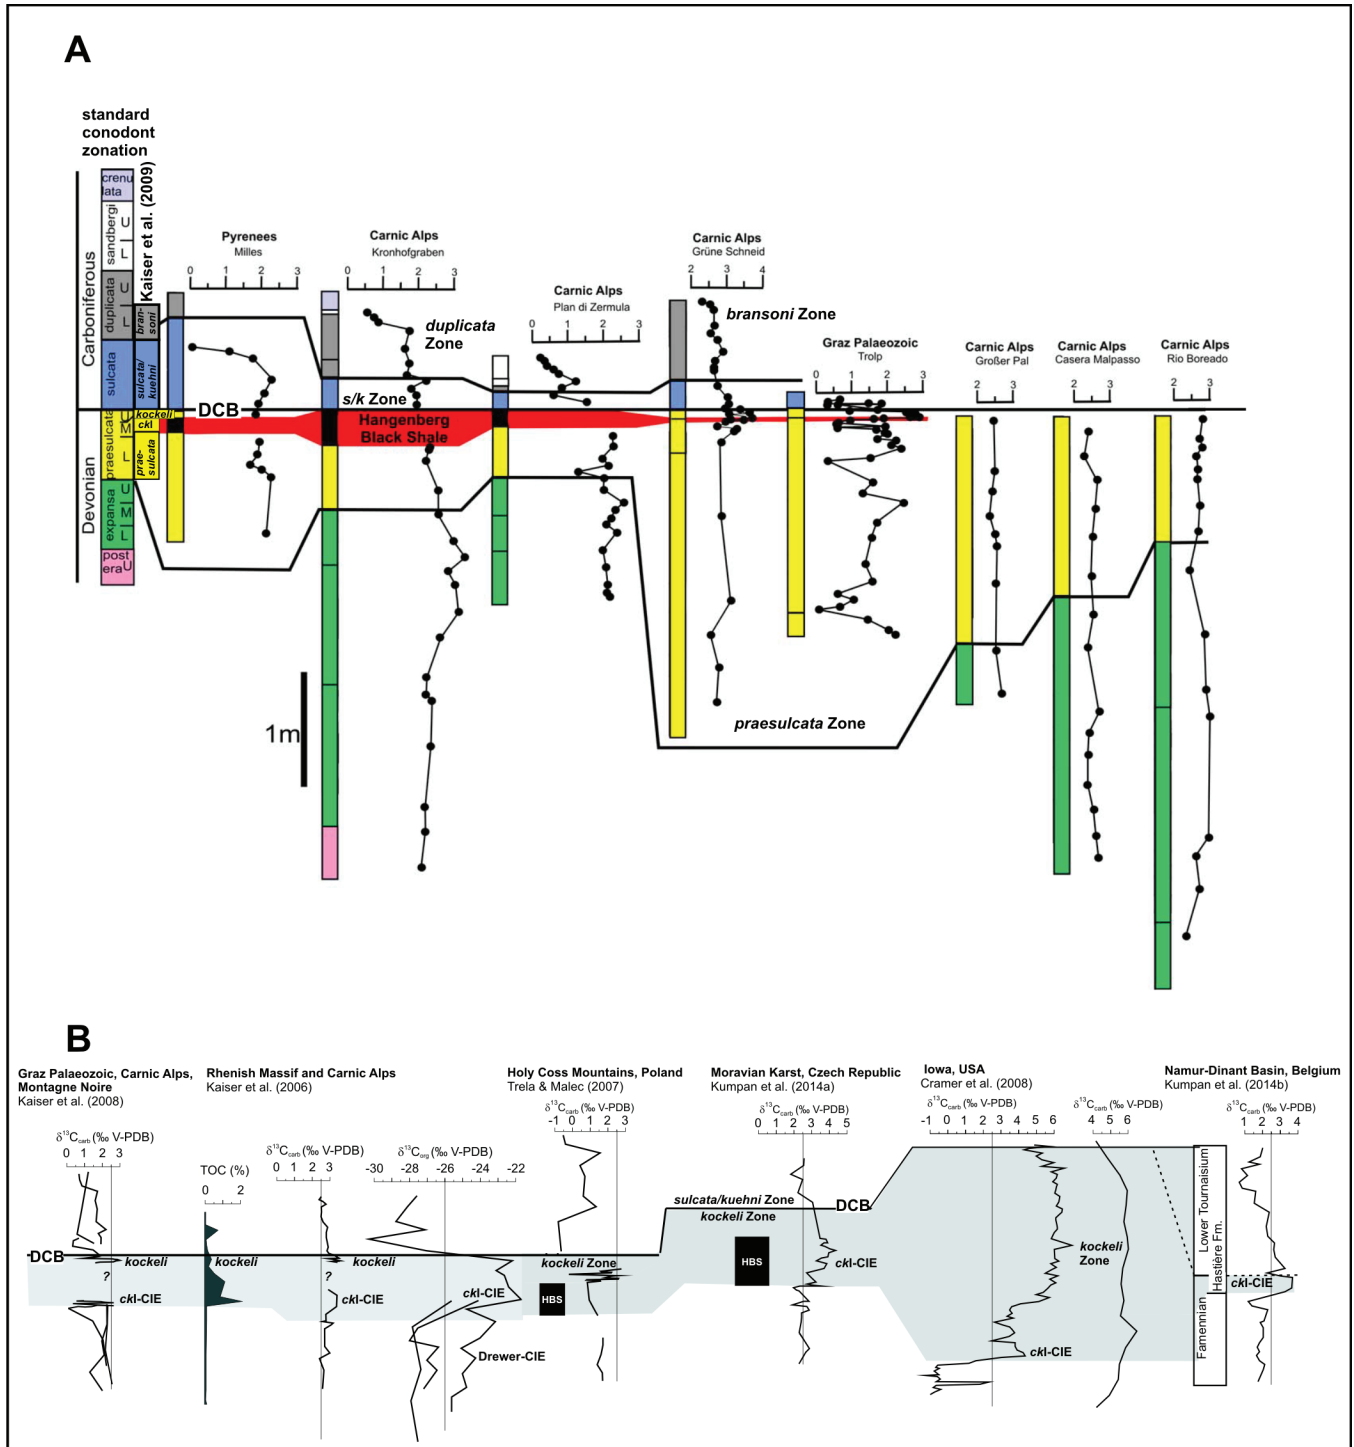 A
standard
conodont
zonation
Kaiser et al. (2009)
Carboniferous
Devonian
crenu
lata
sandbergi
U
L
duplicata
U
L
sulcata
praesulcata
U
M
L
expansa
U
M
L
post
era
U
bran-
soni
sulcata/
kuehni
kockeli
ckI
prae-
sulcata
Pyrenees
Milles
0 1 2 3
Carnic Alps
Kronhofgraben
0 1 2 3
duplicata
Zone
Carnic Alps
Plan di Zermula
0 1 2 3
Carnic Alps
Grüne Schneid
2 3 4
bransoni Zone
Graz Palaeozoic
Trolp
0 1 2 3
Carnic Alps
Großer Pal
2 3
Carnic Alps
Casera Malpasso
2 3
Carnic Alps
Rio Boreado
2 3
DCB
s/k Zone
Hangenberg
Black Shale
praesulcata Zone
1m
B
Graz Palaeozoic, Carnic Alps,
Montagne Noire
Kaiser et al. (2008)
δ13Ccarb (‰ V-PDB)
0 1 2 3
Rhenish Massif and Carnic Alps
Kaiser et al. (2006)
TOC (%)
0 2
δ13Ccarb (‰ V-PDB)
0 1 2 3
δ13Corg (‰ V-PDB)
-30 -28 -26 -24 -22
Holy Coss Mountains, Poland
Trela & Malec (2007)
δ13Ccarb (‰ V-PDB)
-1 0 1 2 3
Moravian Karst, Czech Republic
Kumpan et al. (2014a)
δ13Ccarb (‰ V-PDB)
0 1 2 3 4 5
Iowa, USA
Cramer et al. (2008)
δ13Ccarb (‰ V-PDB)
-1 0 1 2 3 4 5 6
δ13Ccarb (‰ V-PDB)
4 5 6
Namur-Dinant Basin, Belgium
Kumpan et al. (2014b)
δ13Ccarb (‰ V-PDB)
1 2 3 4
DCB
kockeli
?
ckI-CIE
kockeli
?
ckI-CIE
kockeli
ckI-CIE
Drewer-CIE
kockeli Zone
HBS
sulcata/kuehni Zone
kockeli Zone
DCB
HBS
ckI-CIE
kockeli
Zone
ckI-CIE
Lower Tournaisium
Hastière Fm.
Famennian
ckI-CIE